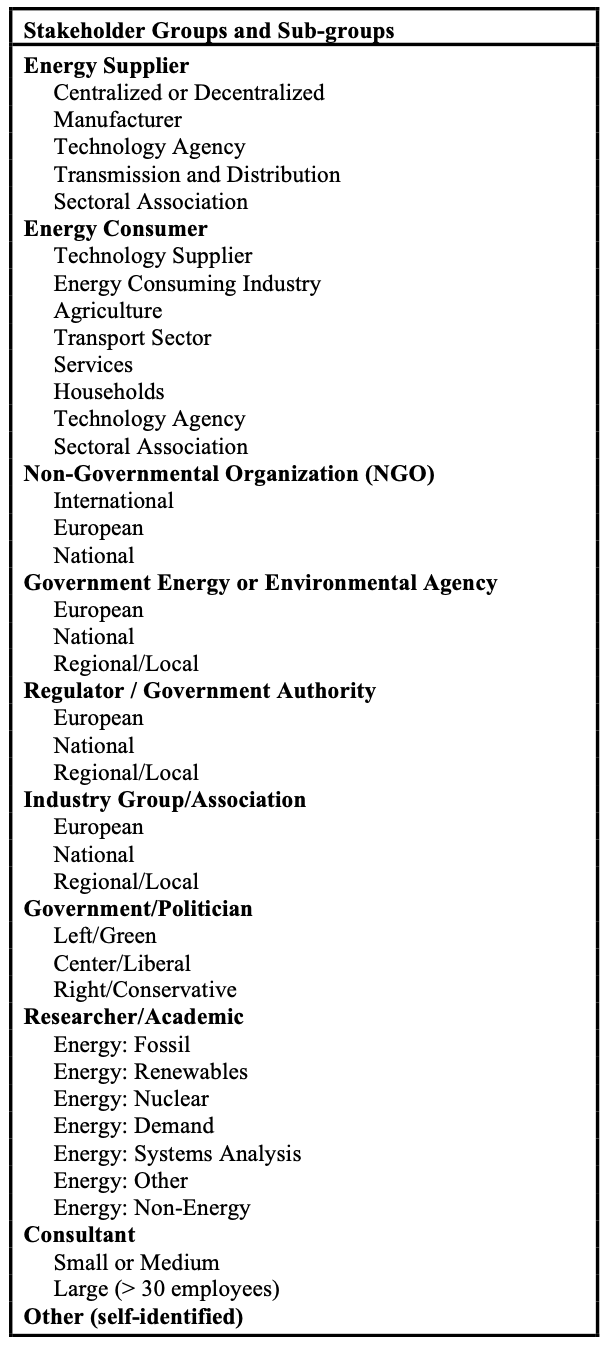 Stakeholder Groups and Sub-groups
Energy Supplier
Centralized or Decentralized
Manufacturer
Technology Agency
Transmission and Distribution
Sectoral Association
Energy Consumer
Technology Supplier
Energy Consuming Industry
Agriculture
Transport Sector
Services
Households
Technology Agency
Sectoral Association
Non-Governmental Organization (NGO)
International
European
National
Government Energy or Environmental Agency
European
National
Regional/Local
Regulator / Government Authority
European
National
Regional/Local
Industry Group/Association
European
National
Regional/Local
Government/Politician
Left/Green
Center/Liberal
Right/Conservative
Researcher/Academic
Energy: Fossil
Energy: Renewables
Energy: Nuclear
Energy: Demand
Energy: Systems Analysis
Energy: Other
Energy: Non-Energy
Consultant
Small or Medium
Large (> 30 employees)
Other (self-identified)